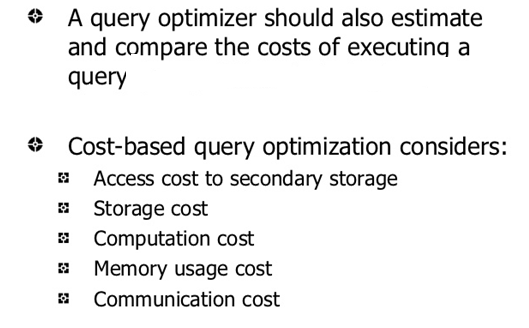 A query optimizer should also estimate
and compare the costs of executing a
query
Cost-based query optimization considers:
Access cost to secondary storage
Storage cost
Computation cost
Memory usage cost
Communication cost